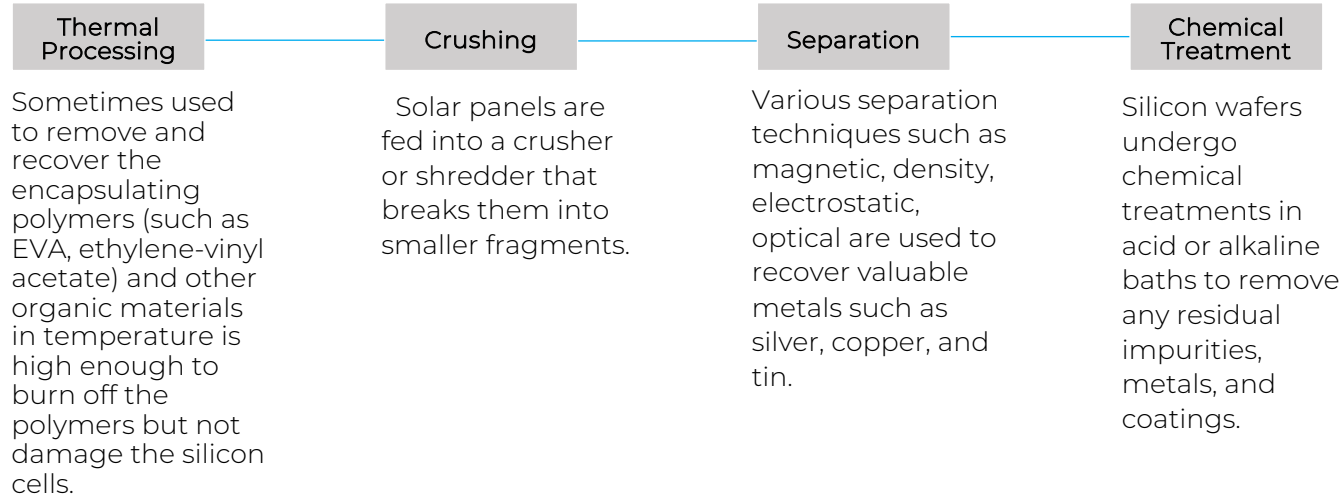 Thermal
Processing
Crushing
Separation
Chemical
Treatment
Sometimes used
to remove and
recover the
encapsulating
polymers (such as
EVA, ethylene-vinyl
acetate) and other
organic materials
in temperature is
high enough to
burn off the
polymers but not
damage the silicon
cells.
Solar panels are
fed into a crusher
or shredder that
breaks them into
smaller fragments.
Various separation
techniques such as
magnetic, density,
electrostatic,
optical are used to
recover valuable
metals such as
silver, copper, and
tin.
Silicon wafers
undergo
chemical
treatments in
acid or alkaline
baths to remove
any residual
impurities,
metals, and
coatings.